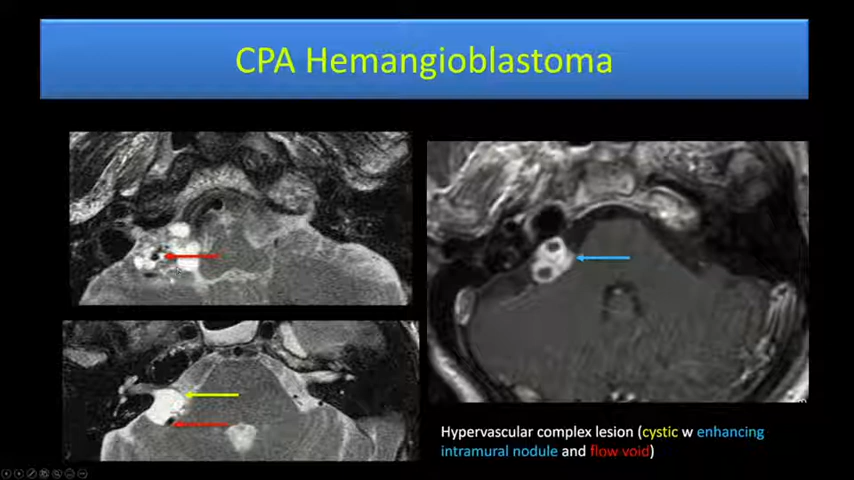 CPA Hemangioblastoma
Hypervascular complex lesion (cystic w enhancing
intramural nodule and flow void)